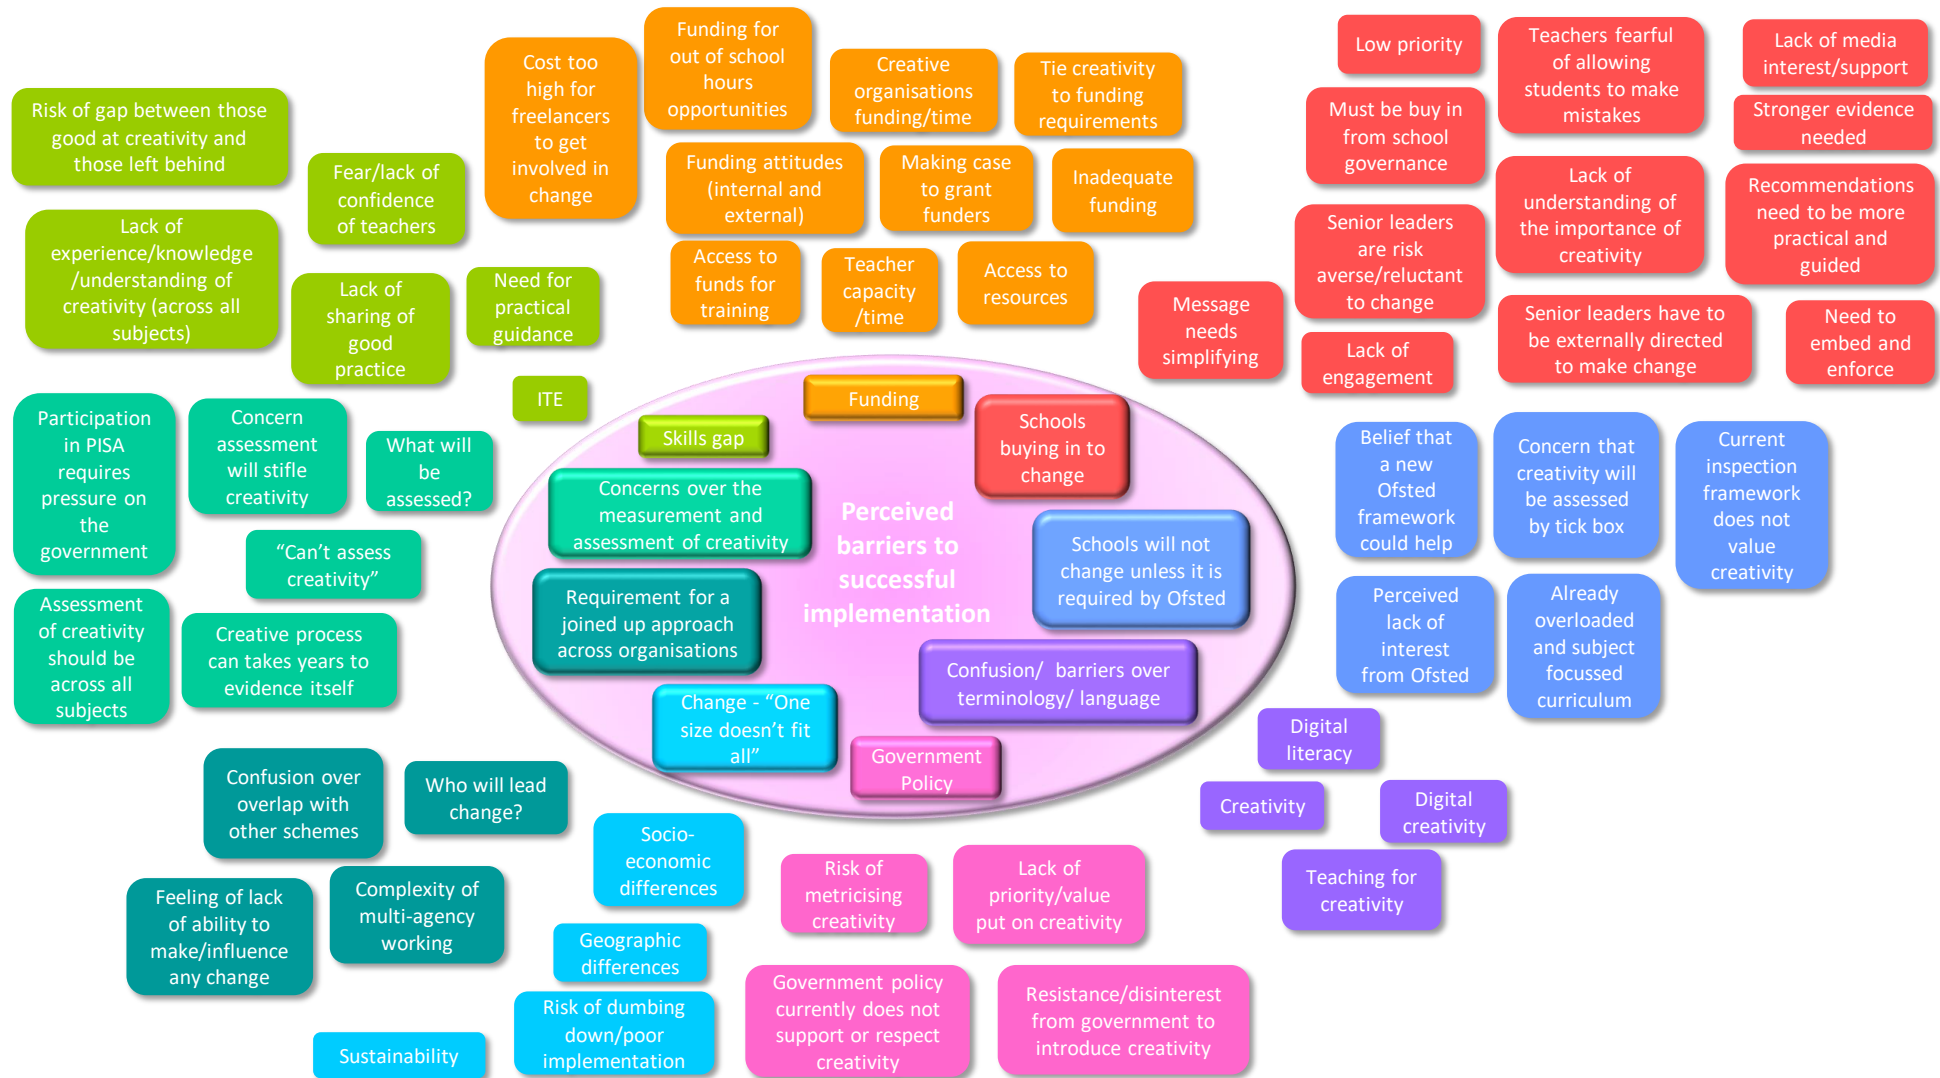 Risk of gap between those
good at creativity and
those left behind
Fear/lack of
confidence
of teachers
Lack of
experience/knowledge
/understanding of
creativity (across all
subjects)
Lack of
sharing of
good
practice
Need for
practical
guidance
ITE
Cost too
high for
freelancers
to get
involved in
change
Funding for
out of school
hours
opportunities
Creative
organisations
funding/time
Tie creativity
to funding
requirements
Funding attitudes
(internal and
external)
Making case
to grant
funders
Inadequate
funding
Access to
funds for
training
Teacher
capacity
/time
Access to
resources
Low priority
Teachers fearful
of allowing
students to make
mistakes
Lack of media
interest/support
Must be buy in
from school
governance
Stronger evidence
needed
Lack of
understanding of
the importance of
creativity
Recommendations
need to be more
practical and
guided
Senior leaders
are risk
averse/reluctant
to change
Message
needs
simplifying
Lack of
engagement
Senior leaders have to
be externally directed
to make change
Need to
embed and
enforce
Participation
in PISA
requires
pressure on
the
government
Concern
assessment
will stifle
creativity
What will
be
assessed?
“Can’t assess
creativity”
Assessment
of creativity
should be
across all
subjects
Creative process
can takes years to
evidence itself
Funding
Skills gap
Schools
buying in to
change
Concerns over the
measurement and
assessment of creativity
Perceived
barriers to
successful
implementation
Schools will not
change unless it is
required by Ofsted
Requirement for a
joined up approach
across organisations
Confusion/ barriers over
terminology/ language
Change - “One
size doesn’t fit
all”
Government
Policy
Belief that
a new
Ofsted
framework
could help
Concern that
creativity will
be assessed
by tick box
Current
inspection
framework
does not
value
creativity
Perceived
lack of
interest
from Ofsted
Already
overloaded
and subject
focussed
curriculum
Digital
literacy
Creativity
Digital
creativity
Teaching for
creativity
Confusion over
overlap with
other schemes
Who will lead
change?
Feeling of lack
of ability to
make/influence
any change
Complexity of
multi-agency
working
Socio-
economic
differences
Geographic
differences
Risk of dumbing
down/poor
implementation
Sustainability
Risk of
metricising
creativity
Lack of
priority/value
put on creativity
Government policy
currently does not
support or respect
creativity
Resistance/disinterest
from government to
introduce creativity